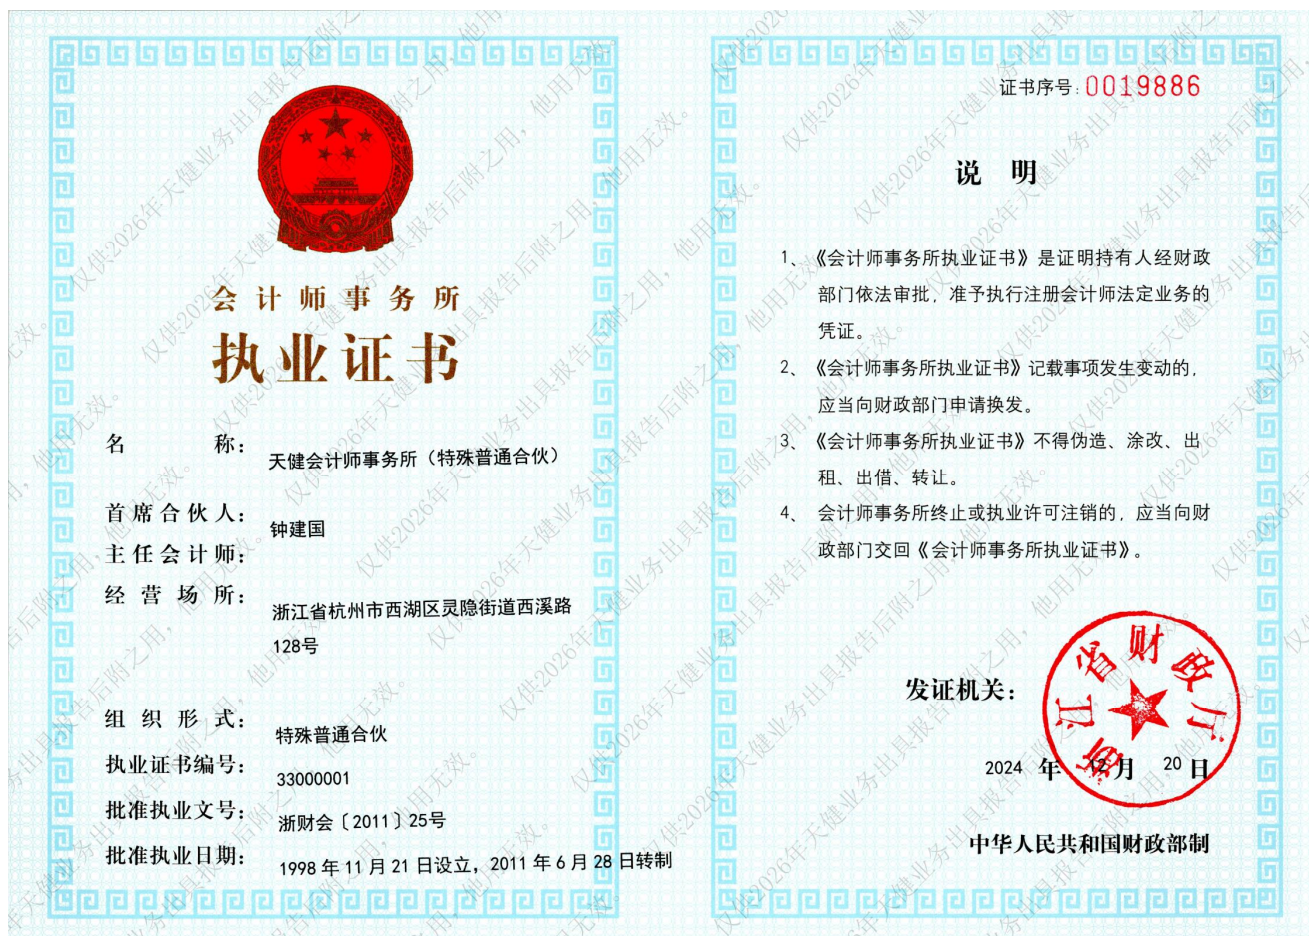 会计师事务所
执业证书
名 称： 天健会计师事务所（特殊普通合伙）
首席合伙人： 钟建国
主任会计师：
经营场所： 浙江省杭州市西湖区灵隐街道西溪路
128号
组织形式： 特殊普通合伙
执业证书编号： 33000001
批准执业文号： 浙财会〔2011〕25号
批准执业日期： 1998 年 11 月 21 日设立，2011 年 6 月 28 日转制
证书序号：0019886
说 明
1、《会计师事务所执业证书》是证明持有人经财政
部门依法审批，准予执行注册会计师法定业务的
凭证。
2、《会计师事务所执业证书》记载事项发生变动的，
应当向财政部门申请换发。
3、《会计师事务所执业证书》不得伪造、涂改、出
租、出借、转让。
4、 会计师事务所终止或执业许可注销的，应当向财
政部门交回《会计师事务所执业证书》。
发证机关：
浙江省财政厅
2024 年 12 月 20 日
中华人民共和国财政部制
仅供2026年天健业务出具报告后附之用，他用无效。